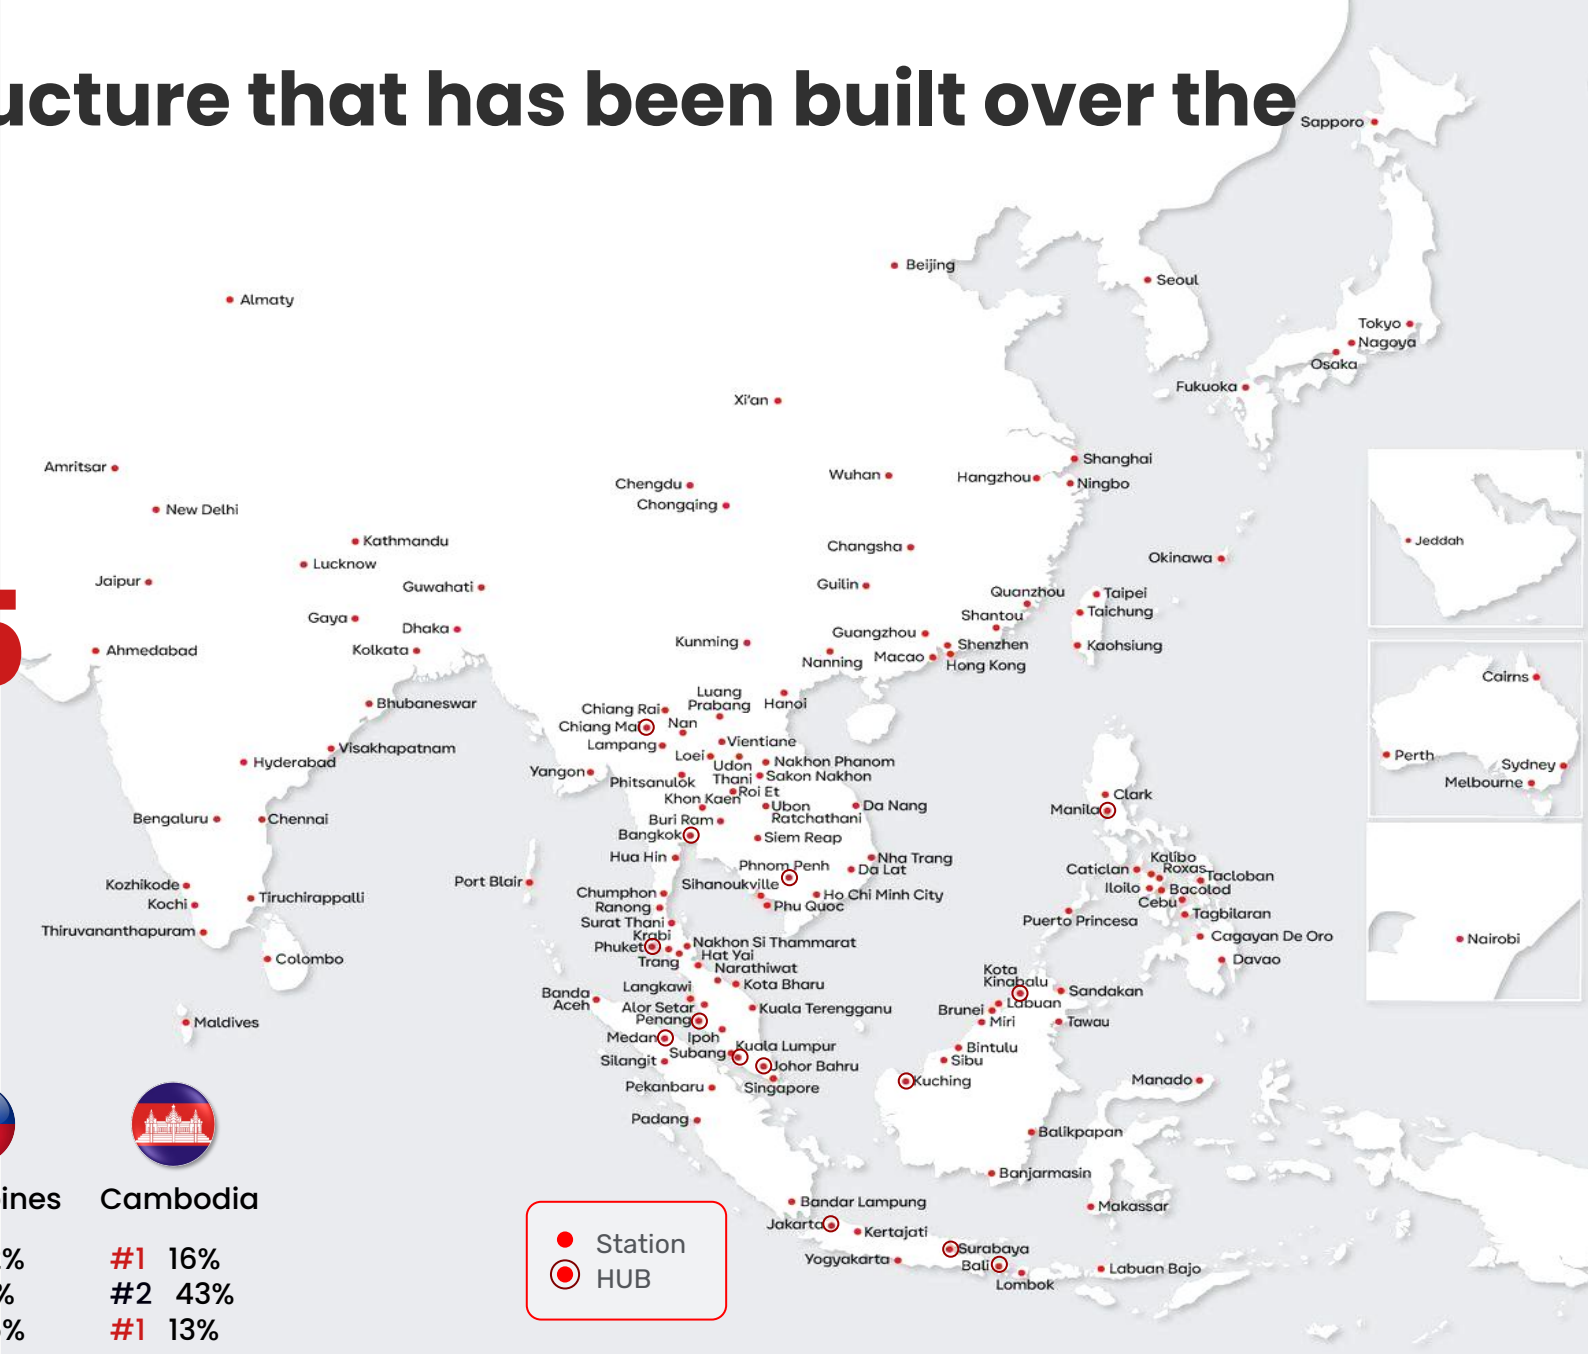 ucture that has been built over the
Sapporo
Beijing
Seoul
Almaty
Tokyo
Nagoya
Osaka
Fukuoka
Xi'an
Amritsar
Shanghai
Wuhan
Hangzhou
Chengdu
Ningbo
Chongqing
New Delhi
Kathmandu
Changsha
Jeddah
Okinawa
Lucknow
Jaipur
Guwahati
Guilin
Quanzhou
Taipei
5
Gaya
Shantou
Taichung
Dhaka
Guangzhou
Kunming
Shenzhen
Kaohsiung
Ahmedabad
Kolkata
Nanning
Macao
Hong Kong
Cairns
Luang
Prabang
Hanoi
Bhubaneswar
Chiang Rai
Nan
Chiang Mai
Visakhapatnam
Lampang
Vientiane
Loei
Perth
Hyderabad
Udon
Thani
Nakhon Phanom
Sydney
Yangon
Sakon Nakhon
Phitsanulok
Melbourne
Roi Et
Clark
Khon Kaen
Ubon
Ratchathani
Da Nang
Manila
Bengaluru
Chennai
Buri Ram
Bangkok
Siem Reap
Hua Hin
Nha Trang
Kalibo
Phnom Penh
Da Lat
Caticlan
Roxas
Tacloban
Port Blair
Kozhikode
Sihanoukville
Iloilo
Bacolod
Chumphon
Ho Chi Minh City
Tiruchirappalli
Cebu
Kochi
Ranong
Phu Quoc
Tagbilaran
Surat Thani
Puerto Princesa
Thiruvananthapuram
Krabi
Cagayan De Oro
Phuket
Nakhon Si Thammarat
Nairobi
Hat Yai
Colombo
Trang
Davao
Narathiwat
Kota
Kinabalu
Kota Bharu
Langkawi
Sandakan
Banda
Aceh
Labuan
Alor Setar
Kuala Terengganu
Brunei
Maldives
Penang
Miri
Tawau
Medan
Ipoh
Kuala Lumpur
Bintulu
Subang
Silangit
Sibu
Johor Bahru
Kuching
Manado
Pekanbaru
Singapore
Padang
Balikpapan
Banjarmasin
ines
Cambodia
Bandar Lampung
Makassar
Jakarta
Kertajati
Station
Surabaya
%
#1 16%
Yogyakarta
Bali
Labuan Bajo
HUB
Lombok
%
#2 43%
%
#1 13%